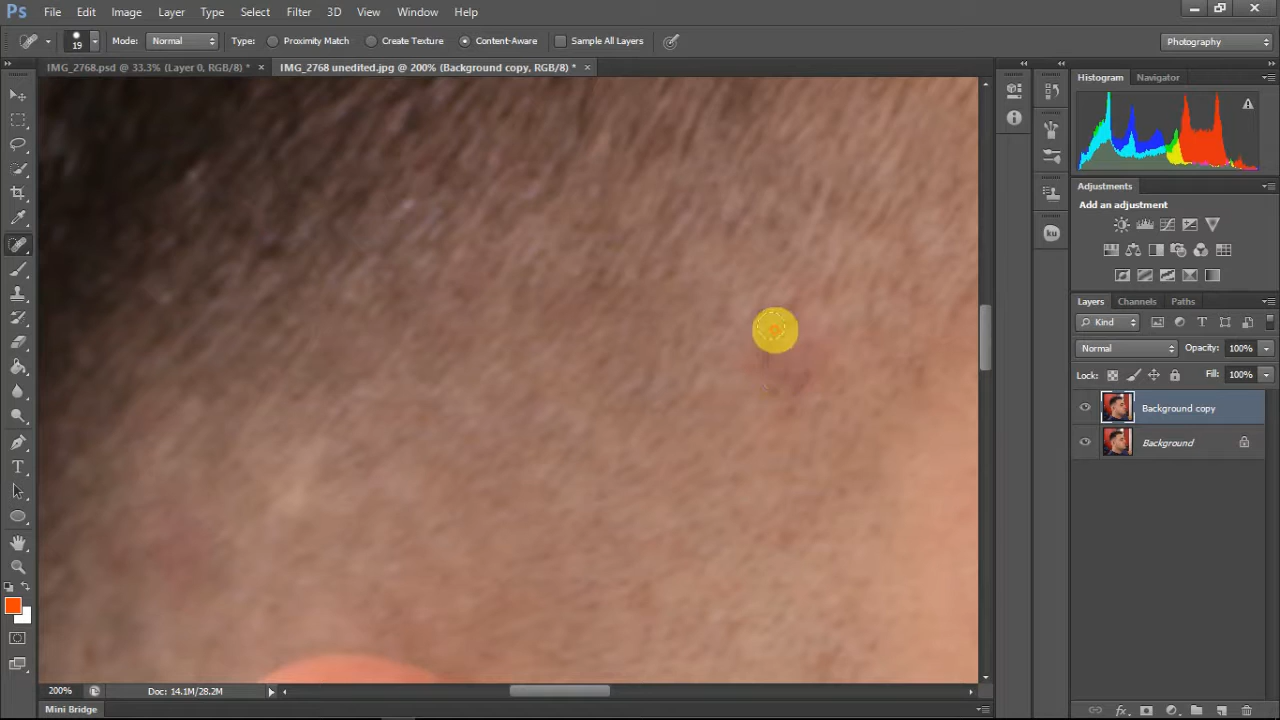 Ps File Edit Image Layer Type Select Filter 3D View Window Help
19 Mode: Normal Type: Proximity Match Create Texture Content-Aware Sample All Layers Photography
IMG_2768.psd @ 33.3% (Layer 0, RGB/8) * × IMG_2768 unedited.jpg @ 200% (Background copy, RGB/8) * ×
Histogram Navigator
Adjustments
Add an adjustment
ku
Layers Channels Paths
Kind
Normal Opacity: 100%
Lock: Fill: 100%
Background copy
Background
200% Doc: 14.1M/28.2M
Mini Bridge
fx